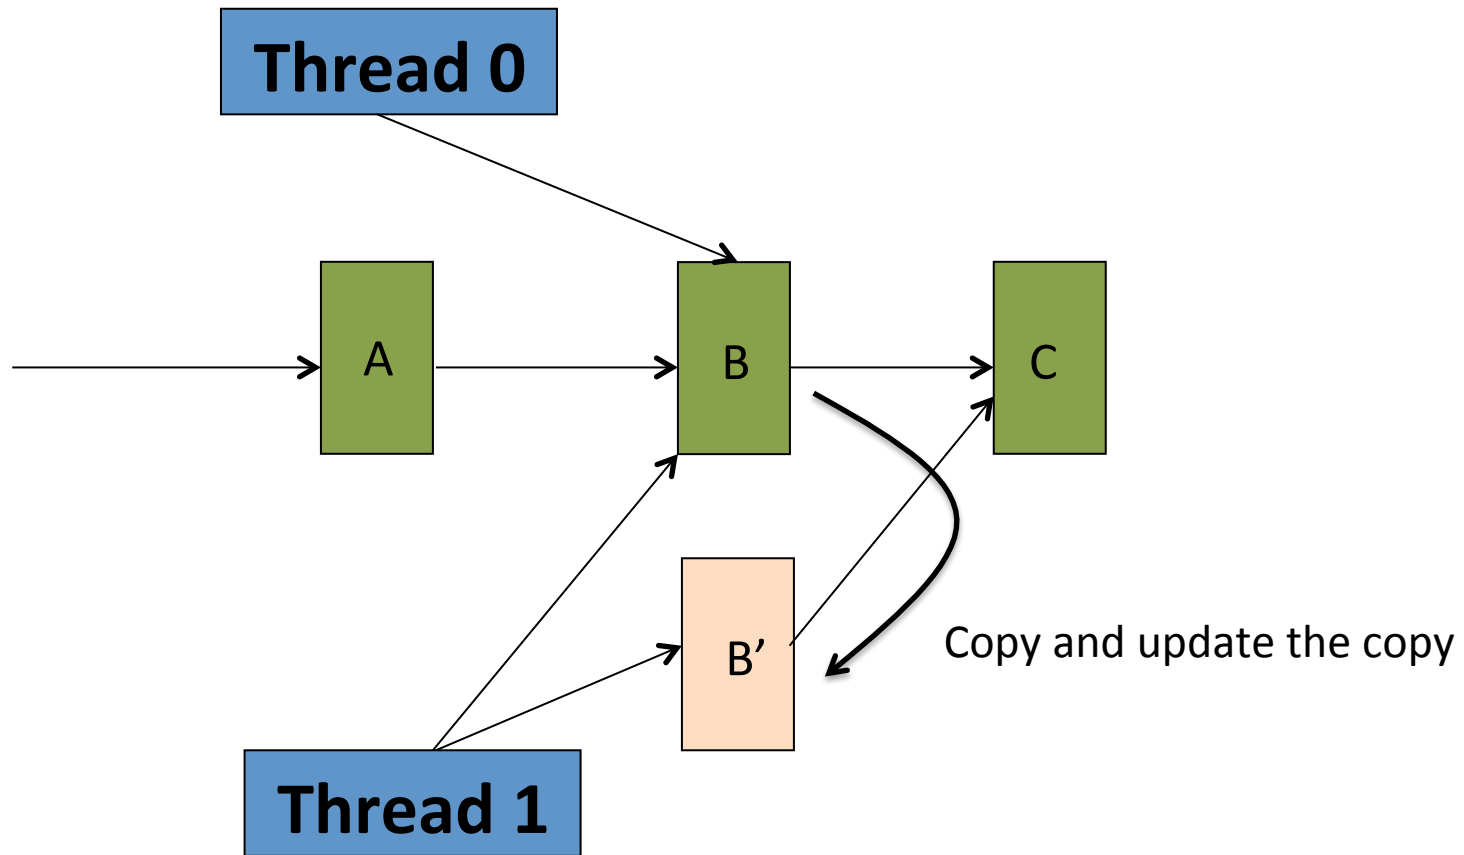 Thread 0
A
B
C
B’
Copy and update the copy
Thread 1